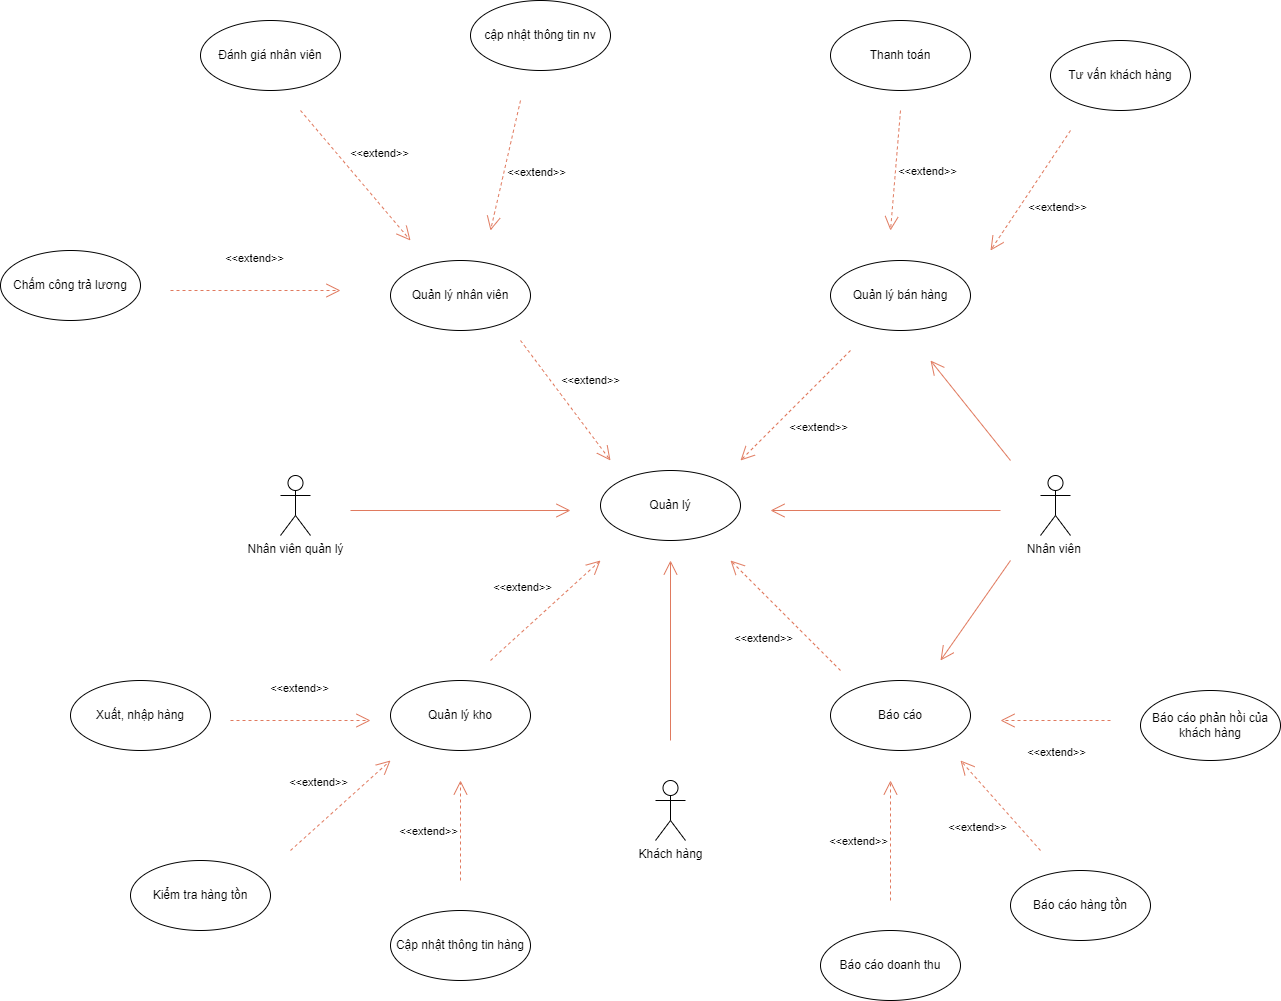 cập nhật thông tin nv
Đánh giá nhân viên
Thanh toán
Tư vấn khách hàng
<<extend>>
<<extend>>
<<extend>>
<<extend>>
<<extend>>
Chấm công trả lương
Quản lý nhân viên
Quản lý bán hàng
<<extend>>
<<extend>>
Quản lý
Nhân viên quản lý
Nhân viên
<<extend>>
<<extend>>
<<extend>>
Xuất, nhập hàng
Quản lý kho
Báo cáo
Báo cáo phản hồi của
khách hàng
<<extend>>
<<extend>>
<<extend>>
<<extend>>
<<extend>>
Khách hàng
Kiểm tra hàng tồn
Báo cáo hàng tồn
Cập nhật thông tin hàng
Báo cáo doanh thu